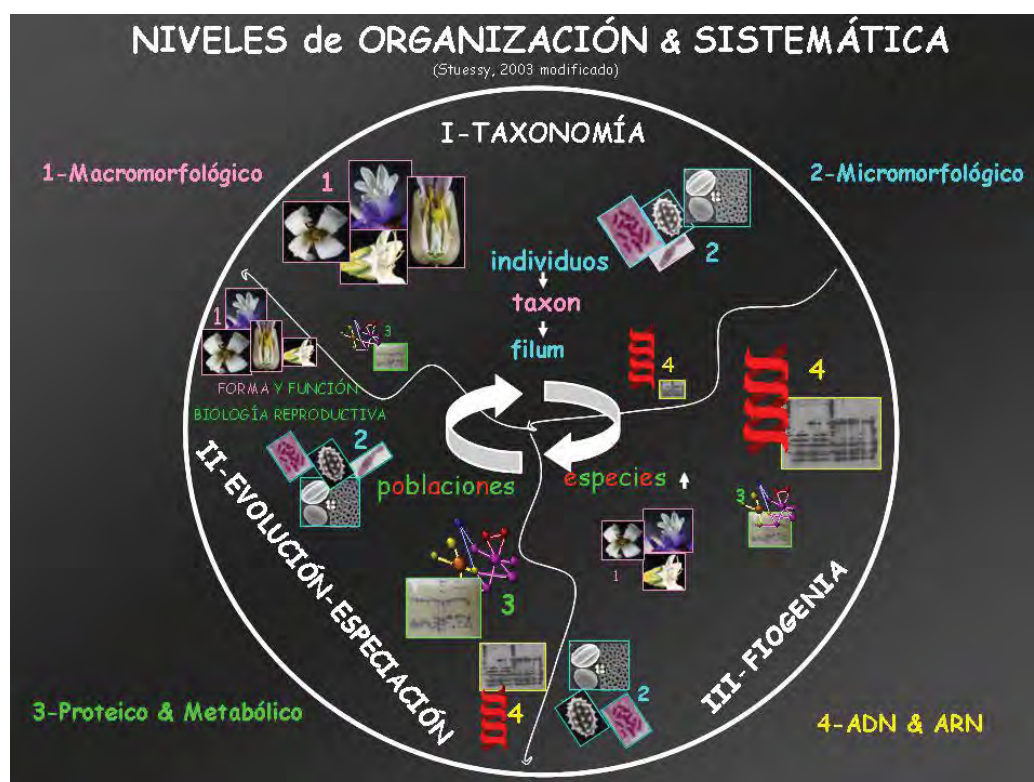 NIVELES de ORGANIZACIÓN & SISTEMÁTICA
(Stuessy, 2003 modificado)
I-TAXONOMÍA
1-Macromorfológico
2-Micromorfológico
1
2
individuos
taxon
filum
1
3
4
4
FORMA Y FUNCIÓN
BIOLOGÍA REPRODUCTIVA
2
poblaciones
especies
3
1
3
4
2
II-EVOLUCIÓN-ESPECIACIÓN
III-FIOGENIA
3-Proteico & Metabólico
4-ADN & ARN